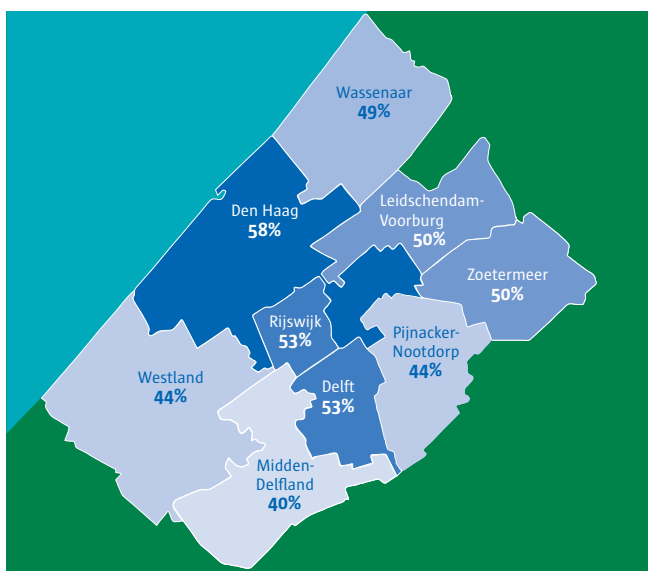 Wassenaar
49%
Den Haag
58%
Leidschendam-
Voorburg
50%
Zoetermeer
50%
Rijswijk
53%
Pijnacker-
Nootdorp
44%
Westland
44%
Delft
53%
Midden-
Delfland
40%